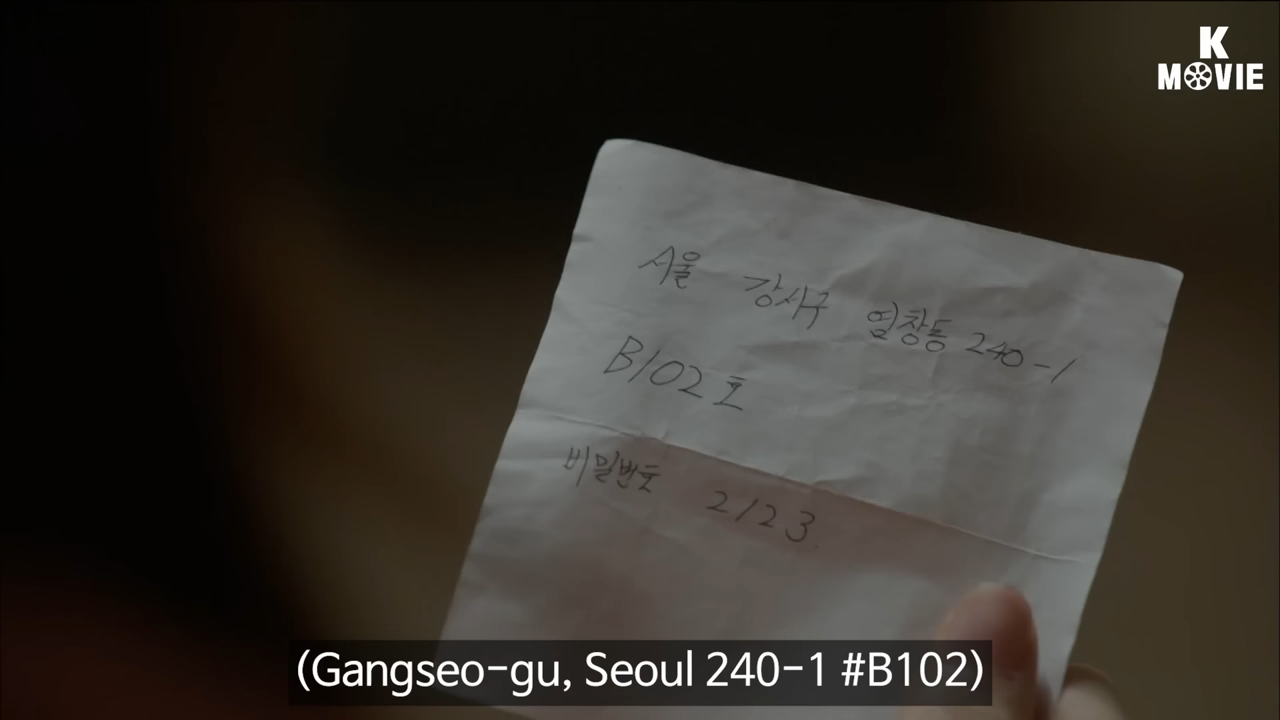 K
MOVIE
서울 강서구 염창동 240-1
B102호
비밀번호 2123.
(Gangseo-gu, Seoul 240-1 #B102)